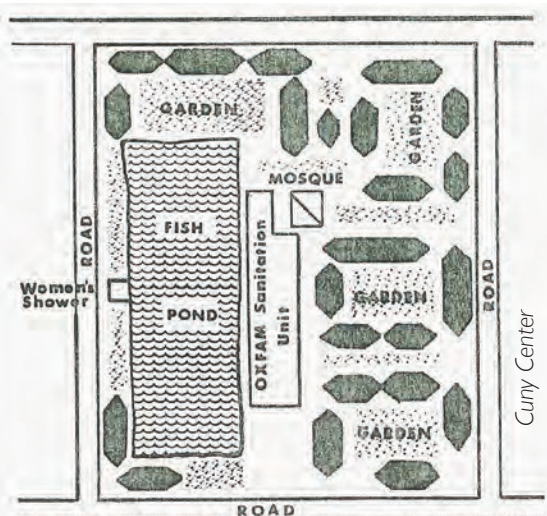 GARDEN
GARDEN
MOSQUE
FISH
ROAD
Women's
Shower
POND
OXFAM Sanitation
Unit
GARDEN
ROAD
GARDEN
ROAD
Cuny Center